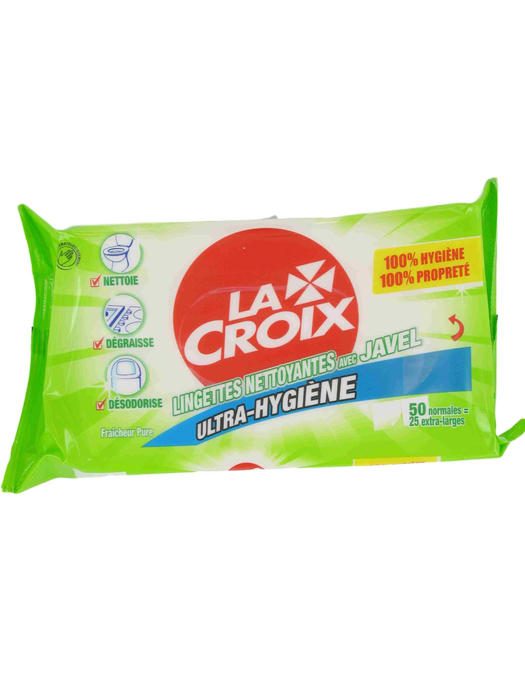 NETTOIE
DÉGRAISSE
DÉSODORISE
Fraîcheur Pure
LA
CROIX
LINGETTES NETTOYANTES AVEC JAVEL
ULTRA-HYGIÈNE
100% HYGIÈNE
100% PROPRETÉ
50 normales =
25 extra-larges